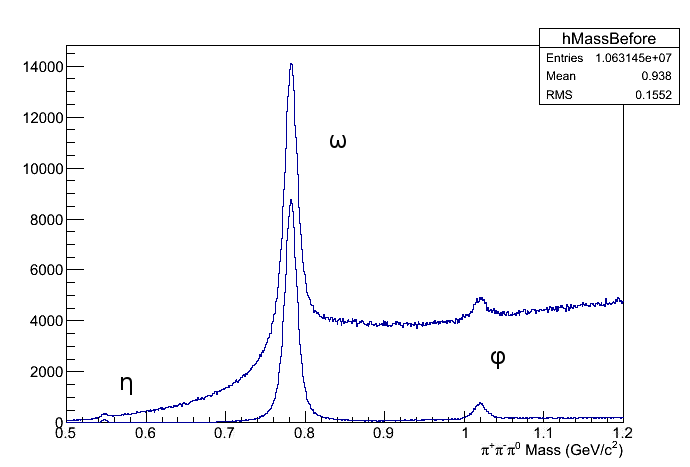 hMassBefore
Entries 1.063145e+07
Mean 0.938
RMS 0.1552
14000
12000
10000
8000
6000
4000
2000
0
ω
η
φ
0.5 0.6 0.7 0.8 0.9 1 1.1 1.2
π⁺π⁻π⁰ Mass (GeV/c²)